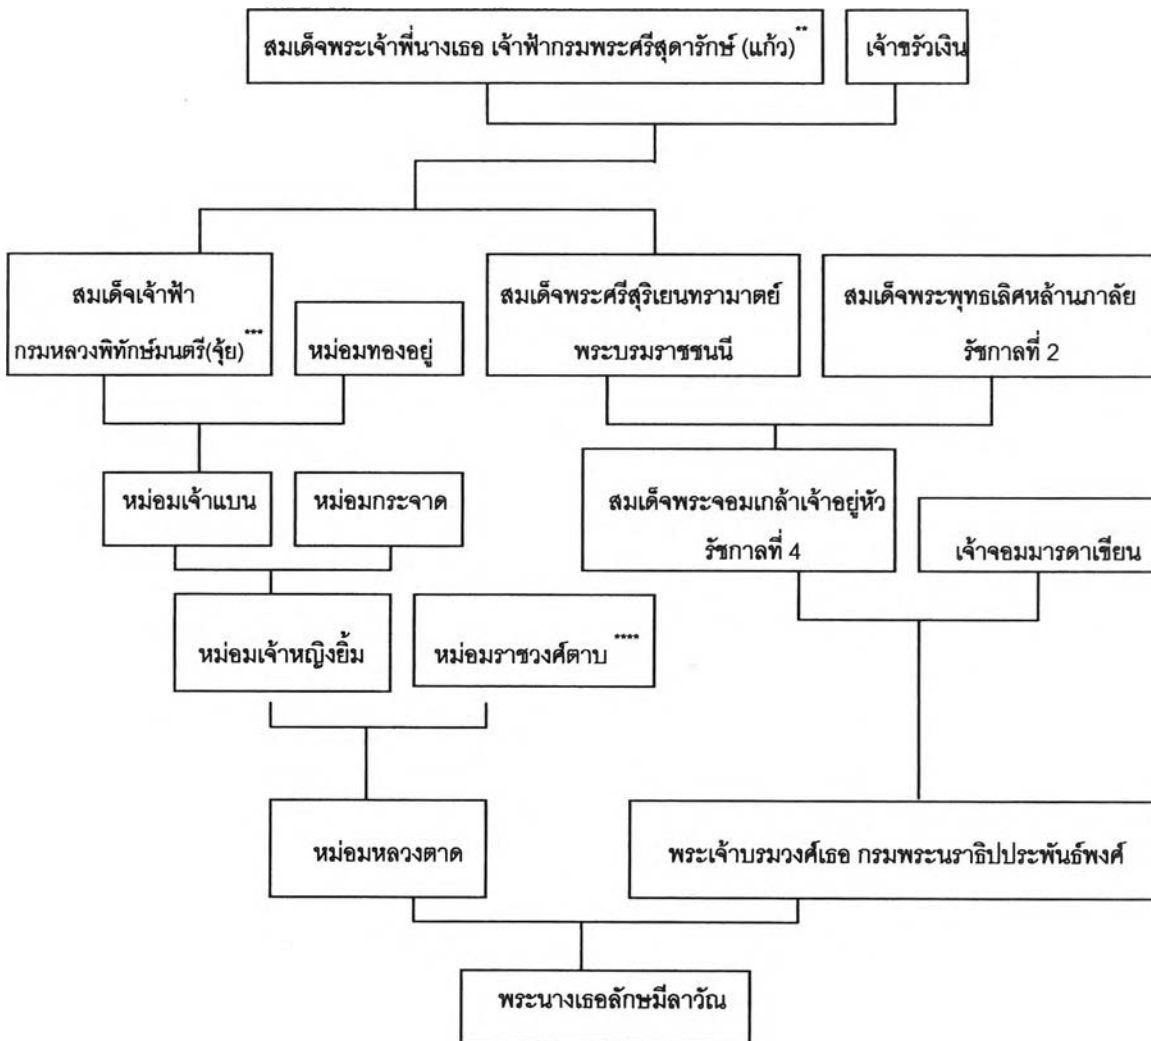 สมเด็จพระเจ้าพี่นางเธอ เจ้าฟ้ากรมพระศรีสุดารักษ์ (แก้ว)**
เจ้าขรัวเงิน
สมเด็จเจ้าฟ้า
กรมหลวงพิทักษ์มนตรี(จุ้ย)***
หม่อมทองอยู่
สมเด็จพระศรีสุริเยนทรามาตย์
พระบรมราชชนนี
สมเด็จพระพุทธเลิศหล้านภาลัย
รัชกาลที่ 2
หม่อมเจ้าแบน
หม่อมกระจาด
สมเด็จพระจอมเกล้าเจ้าอยู่หัว
รัชกาลที่ 4
เจ้าจอมมารดาเขียน
หม่อมเจ้าหญิงยิ้ม
หม่อมราชวงศ์ตาบ****
หม่อมหลวงตาด
พระเจ้าบรมวงศ์เธอ กรมพระนราธิปประพันธ์พงศ์
พระนางเธอลักษมีลาวัณ